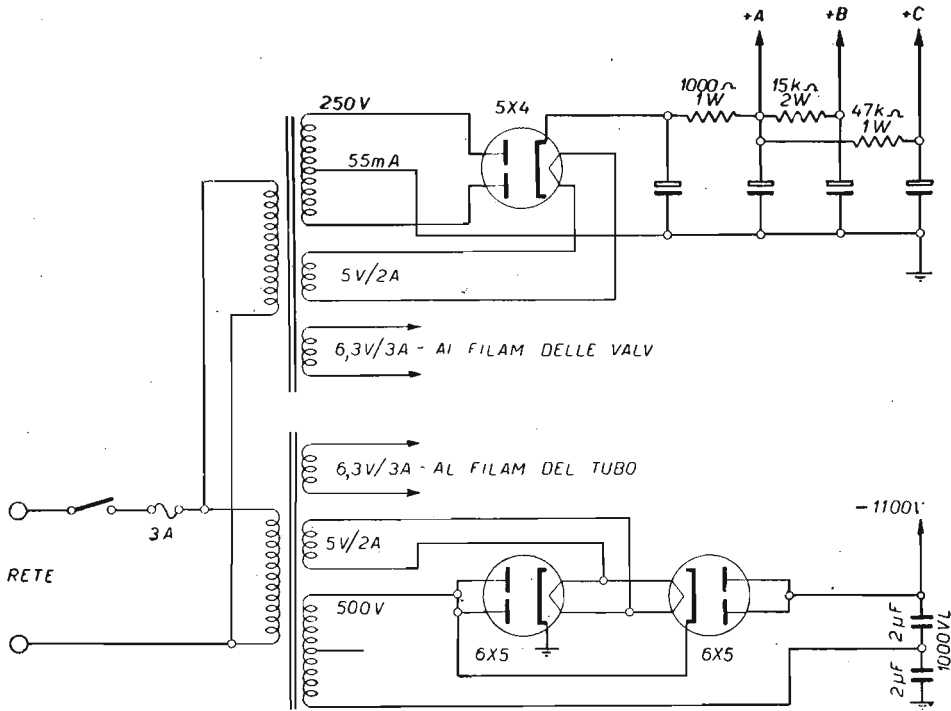 +A
+B
+C
250V
5X4
1000Ω
1W
15kΩ
2W
47kΩ
1W
55mA
5V/2A
6,3V/3A - AI FILAM DELLE VALV
6,3V/3A - AL FILAM DEL TUBO
3A
RETE
5V/2A
500V
6X5
6X5
-1100V
2μF
2μF
1000VL